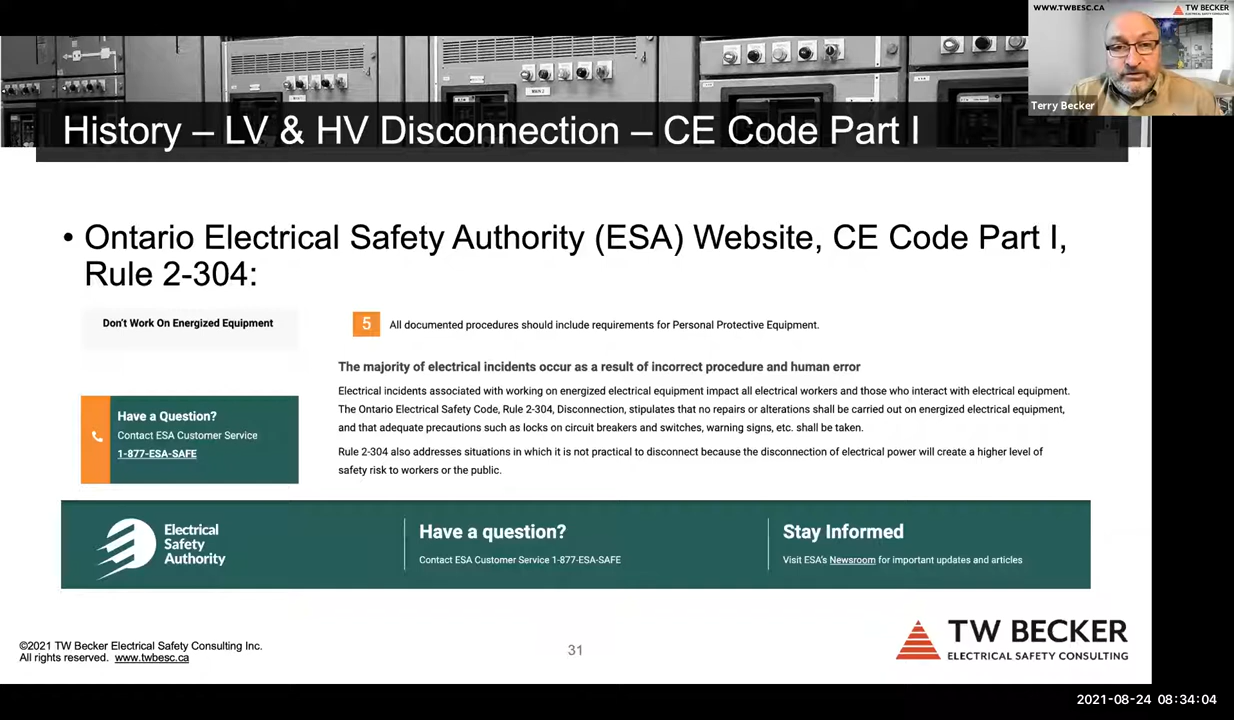 WWW.TWBESC.CA
TW BECKER
ELECTRICAL SAFETY CONSULTING
Terry Becker
History – LV & HV Disconnection – CE Code Part I
• Ontario Electrical Safety Authority (ESA) Website, CE Code Part I,
Rule 2-304:
Don't Work On Energized Equipment
5 All documented procedures should include requirements for Personal Protective Equipment.
The majority of electrical incidents occur as a result of incorrect procedure and human error
Electrical incidents associated with working on energized electrical equipment impact all electrical workers and those who interact with electrical equipment.
The Ontario Electrical Safety Code, Rule 2-304, Disconnection, stipulates that no repairs or alterations shall be carried out on energized electrical equipment,
and that adequate precautions such as locks on circuit breakers and switches, warning signs, etc. shall be taken.
Rule 2-304 also addresses situations in which it is not practical to disconnect because the disconnection of electrical power will create a higher level of
safety risk to workers or the public.
Have a Question?
Contact ESA Customer Service
1-877-ESA-SAFE
Electrical
Safety
Authority
Have a question?
Contact ESA Customer Service 1-877-ESA-SAFE
Stay Informed
Visit ESA's Newsroom for important updates and articles
©2021 TW Becker Electrical Safety Consulting Inc.
All rights reserved. www.twbesc.ca
31
TW BECKER
ELECTRICAL SAFETY CONSULTING
2021-08-24 08:34:04